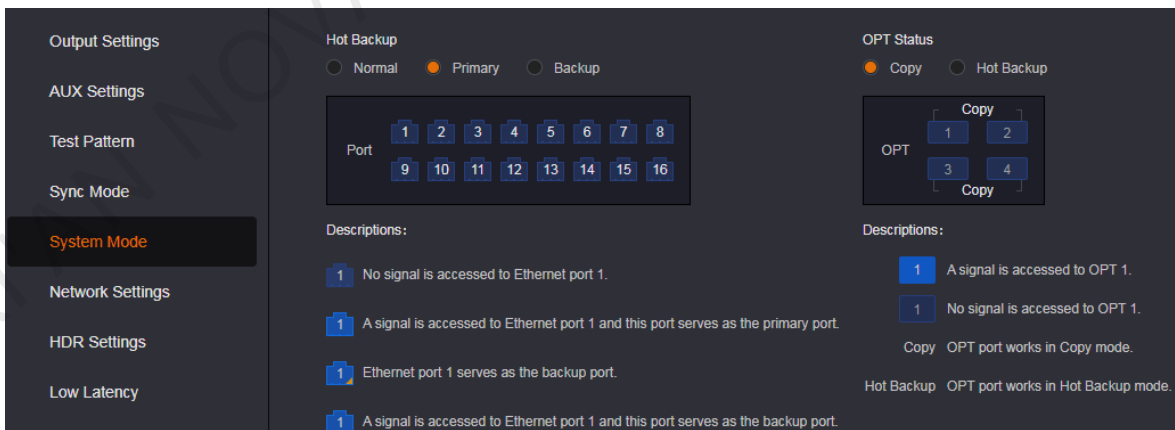 Output Settings
AUX Settings
Test Pattern
Sync Mode
System Mode
Network Settings
HDR Settings
Low Latency
Hot Backup
Normal Primary Backup
Port
1 2 3 4 5 6 7 8
9 10 11 12 13 14 15 16
Descriptions:
1 No signal is accessed to Ethernet port 1.
1 A signal is accessed to Ethernet port 1 and this port serves as the primary port.
1 Ethernet port 1 serves as the backup port.
1 A signal is accessed to Ethernet port 1 and this port serves as the backup port.
OPT Status
Copy Hot Backup
Copy
1 2
OPT
3 4
Copy
Descriptions:
1 A signal is accessed to OPT 1.
1 No signal is accessed to OPT 1.
Copy OPT port works in Copy mode.
Hot Backup OPT port works in Hot Backup mode.